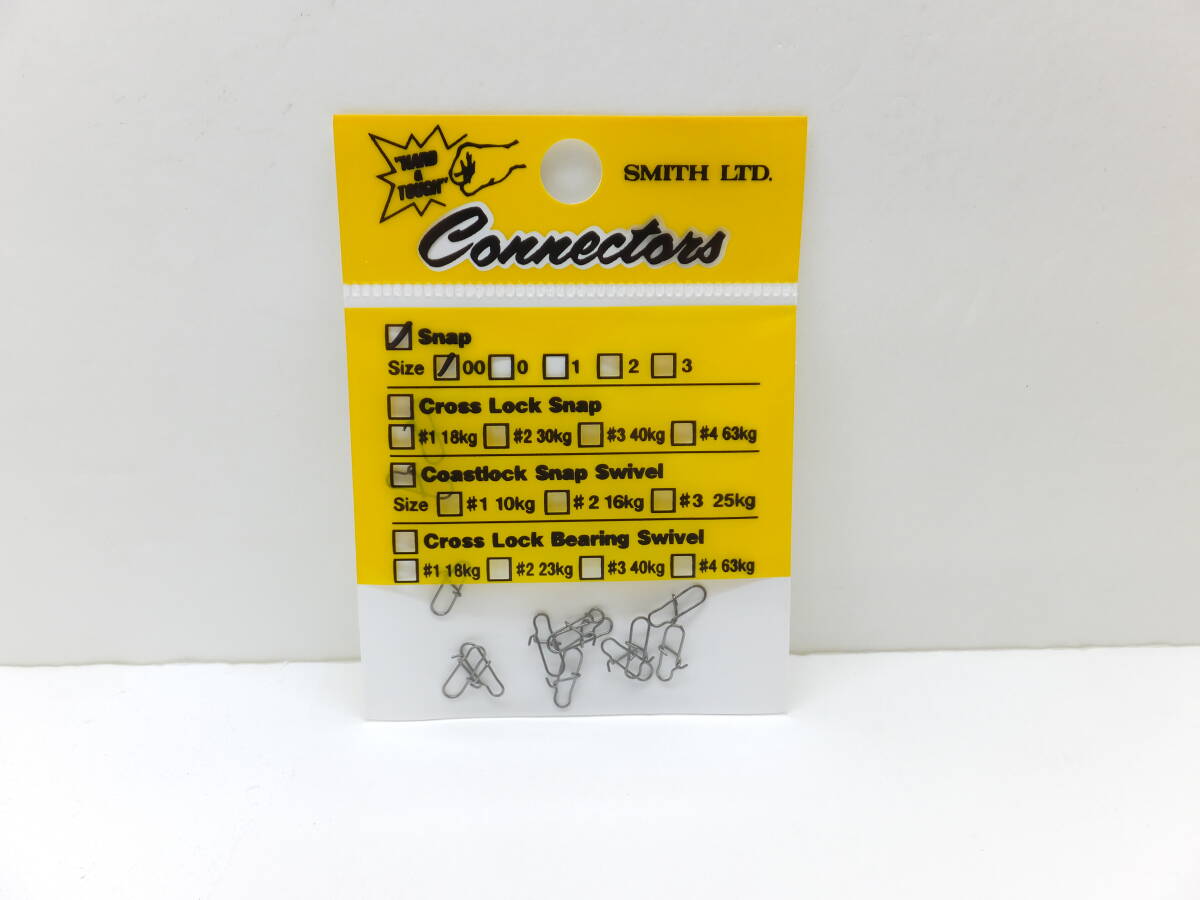 "HARD
&
TOUGH"
SMITH LTD.
Connectors
Snap
Size 00 0 1 2 3
Cross Lock Snap
#1 18kg #2 30kg #3 40kg #4 63kg
Coastlock Snap Swivel
Size #1 10kg #2 16kg #3 25kg
Cross Lock Bearing Swivel
#1 18kg #2 23kg #3 40kg #4 63kg